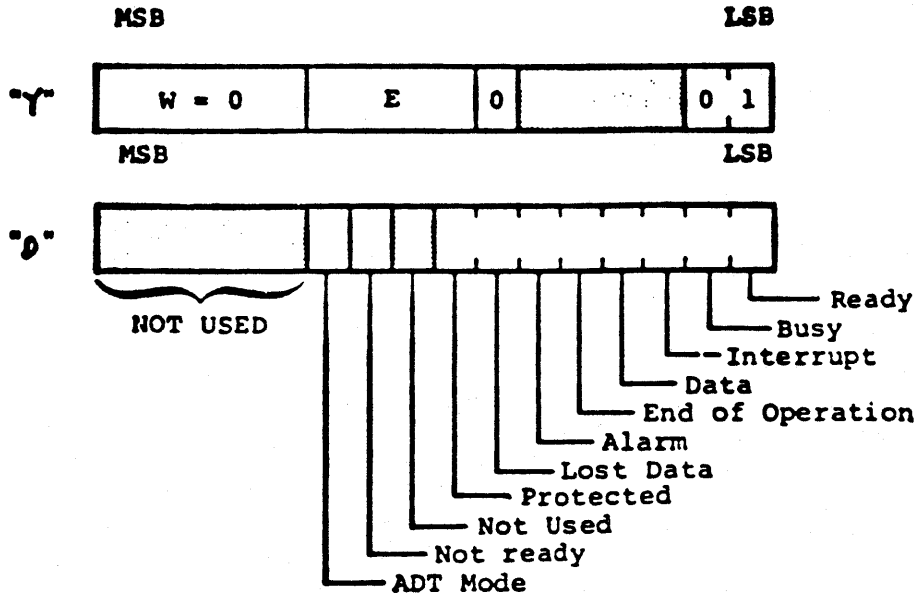 MSB LSB
"Y" W = 0 E 0 0 1
MSB LSB
"D"
NOT USED
Ready
Busy
Interrupt
Data
End of Operation
Alarm
Lost Data
Protected
Not Used
Not ready
ADT Mode